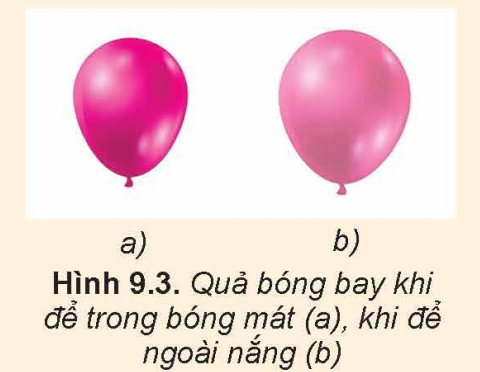 a) b)
Hình 9.3. Quả bóng bay khi
để trong bóng mát (a), khi để
ngoài nắng (b)